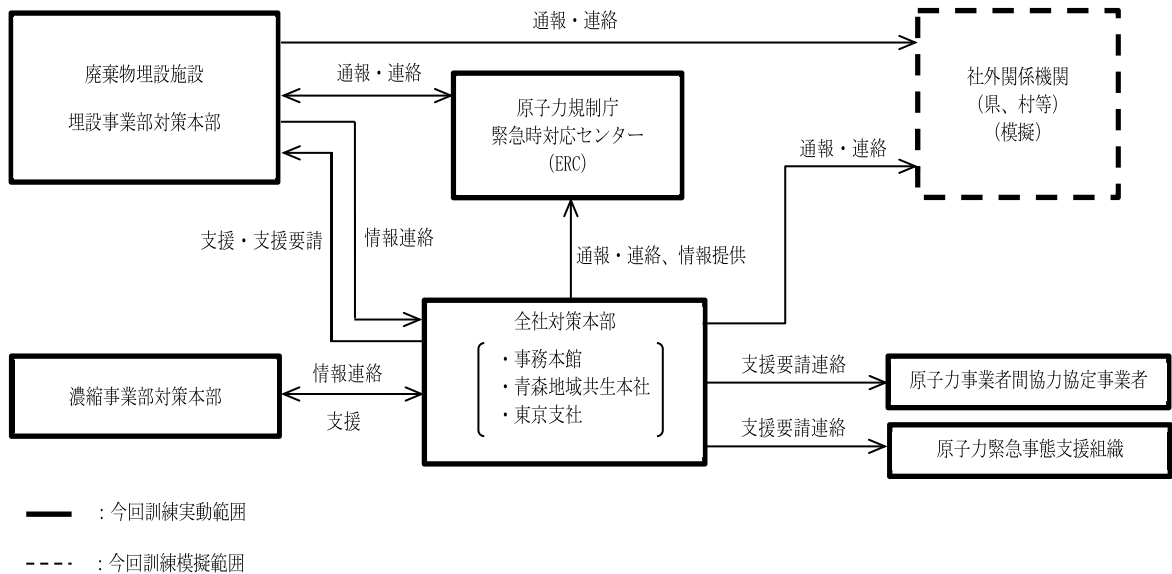 通報・連絡
廃棄物埋設施設
埋設事業部対策本部
通報・連絡
原子力規制庁
緊急時対応センター
(ERC)
社外関係機関
(県、村等)
(模擬)
通報・連絡
支援・支援要請
情報連絡
通報・連絡、情報提供
全社対策本部
・事務本館
・青森地域共生本社
・東京支社
濃縮事業部対策本部
情報連絡
支援
支援要請連絡
原子力事業者間協力協定事業者
支援要請連絡
原子力緊急事態支援組織
：今回訓練実動範囲
：今回訓練模擬範囲